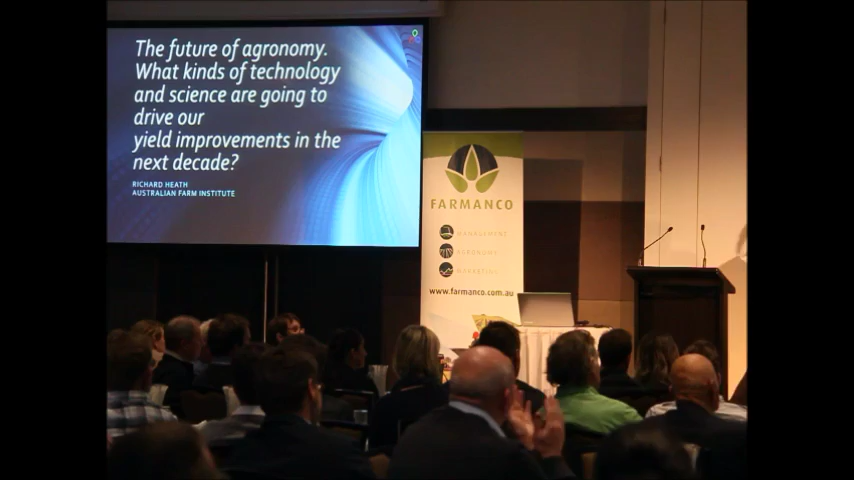 The future of agronomy.
What kinds of technology
and science are going to
drive our
yield improvements in the
next decade?
RICHARD HEATH
AUSTRALIAN FARM INSTITUTE
FARMANCO
MANAGEMENT
AGRONOMY
MARKETING
www.farmanco.com.au